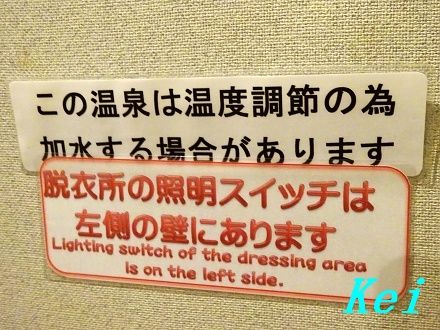 この温泉は温度調節の為
加水する場合があります
脱衣所の照明スイッチは
左側の壁にあります
Lighting switch of the dressing area
is on the left side.
Kei